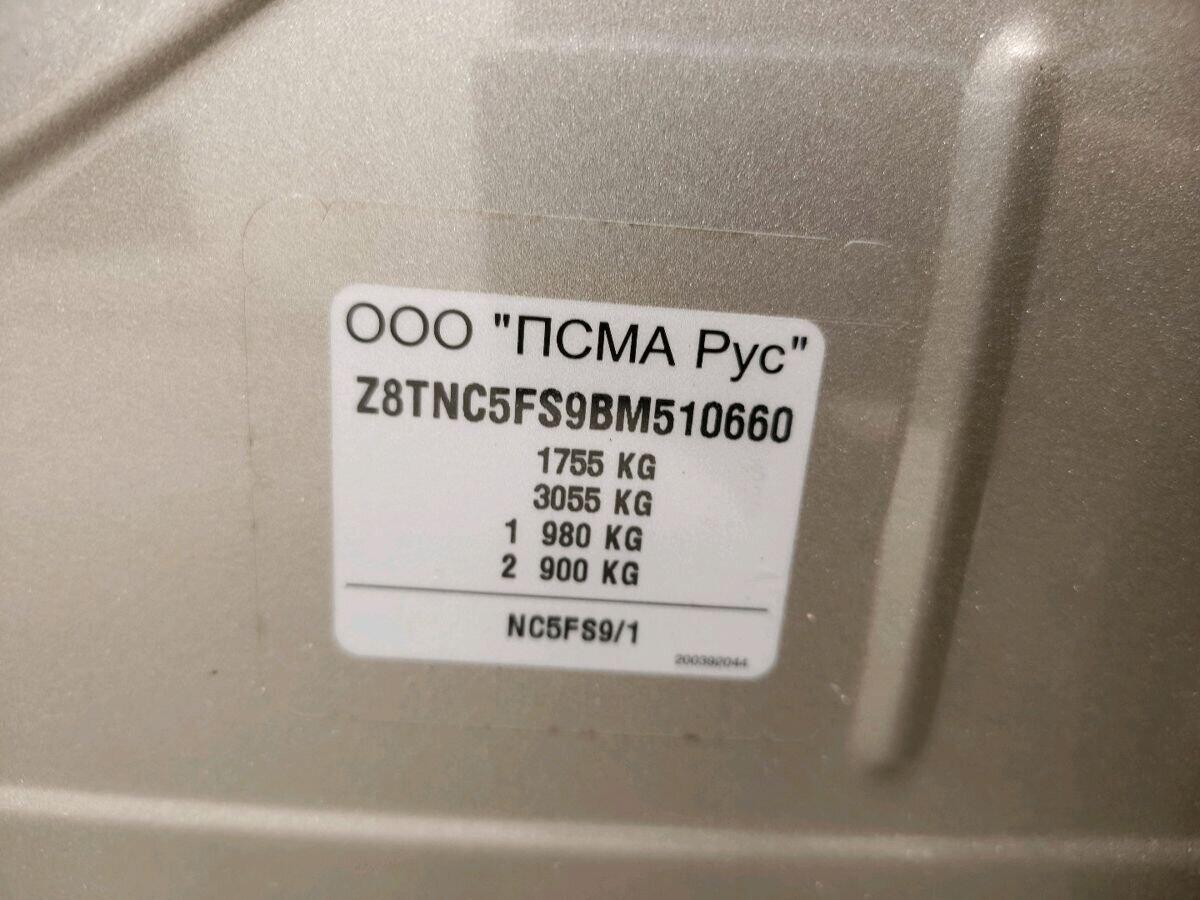 ООО "ПСМА Рус"
Z8TNC5FS9BM510660
1755 KG
3055 KG
1 980 KG
2 900 KG
NC5FS9/1
200392044